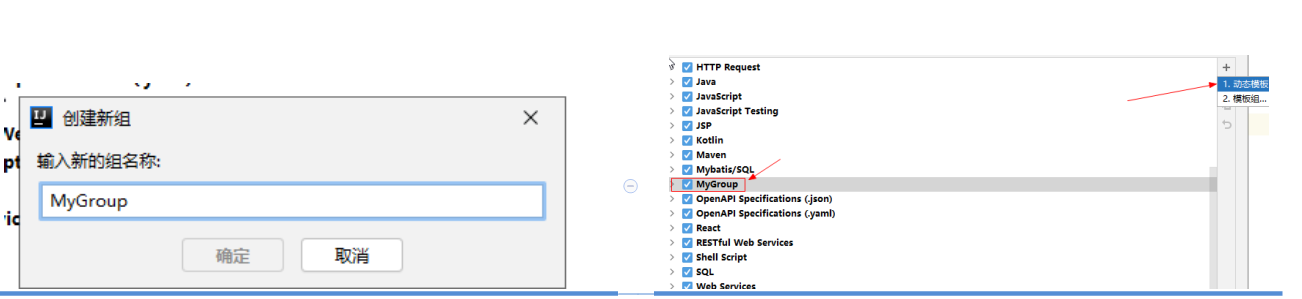 创建新组
输入新的组名称:
MyGroup
确定
取消
HTTP Request
Java
JavaScript
JavaScript Testing
JSP
Kotlin
Maven
Mybatis/SQL
MyGroup
OpenAPI Specifications (.json)
OpenAPI Specifications (.yaml)
React
RESTful Web Services
Shell Script
SQL
Web Services
1. 动态模板
2. 模板组...